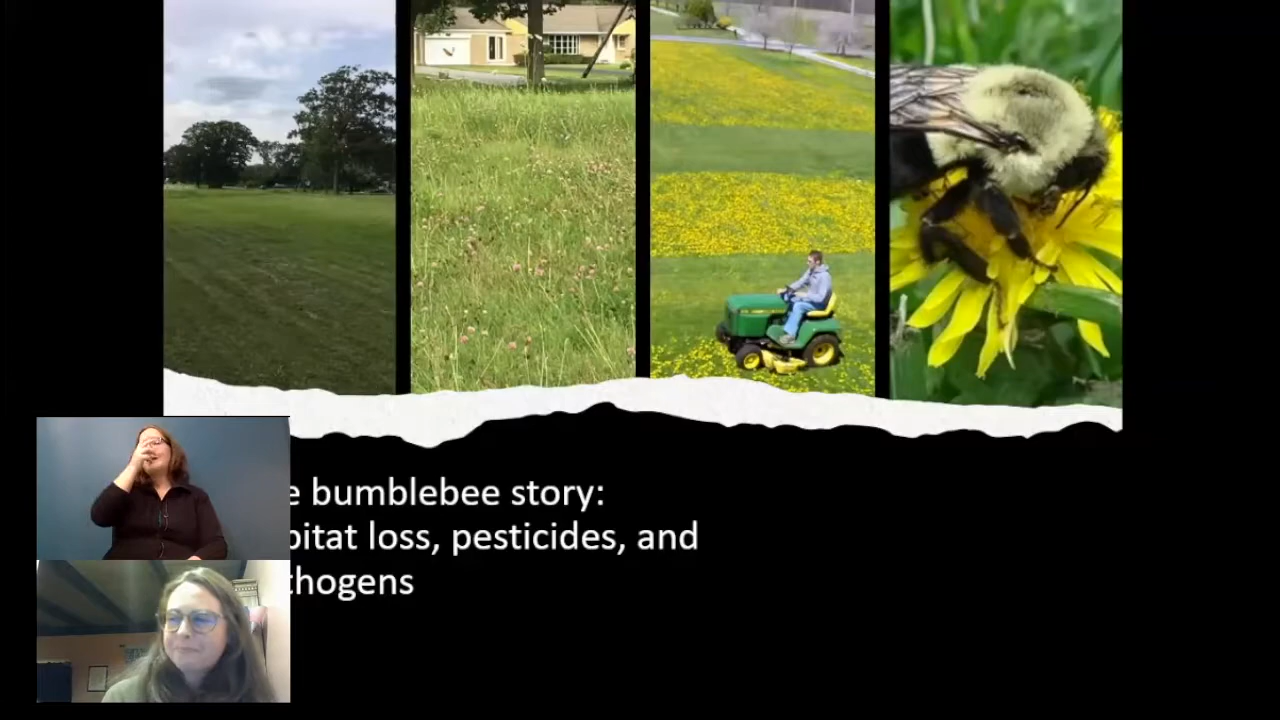 e bumblebee story:
bitat loss, pesticides, and
thogens